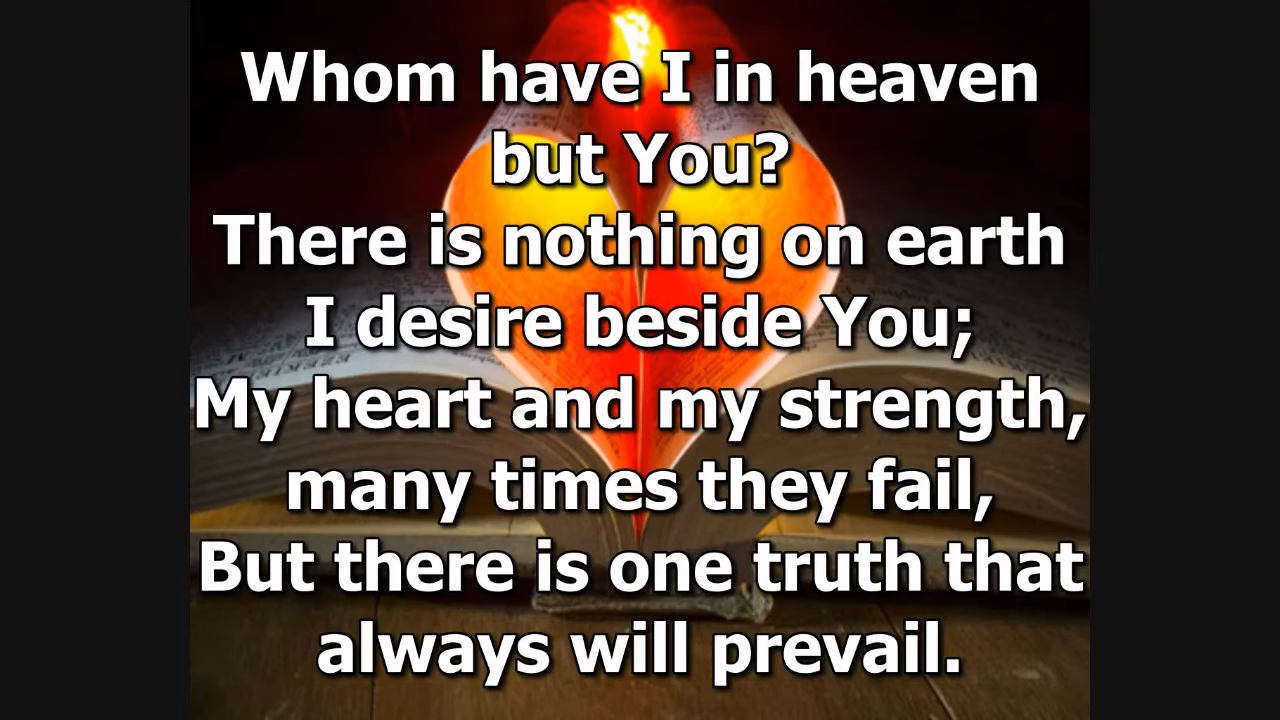 Whom have I in heaven
but You?
There is nothing on earth
I desire beside You;
My heart and my strength,
many times they fail,
But there is one truth that
always will prevail.